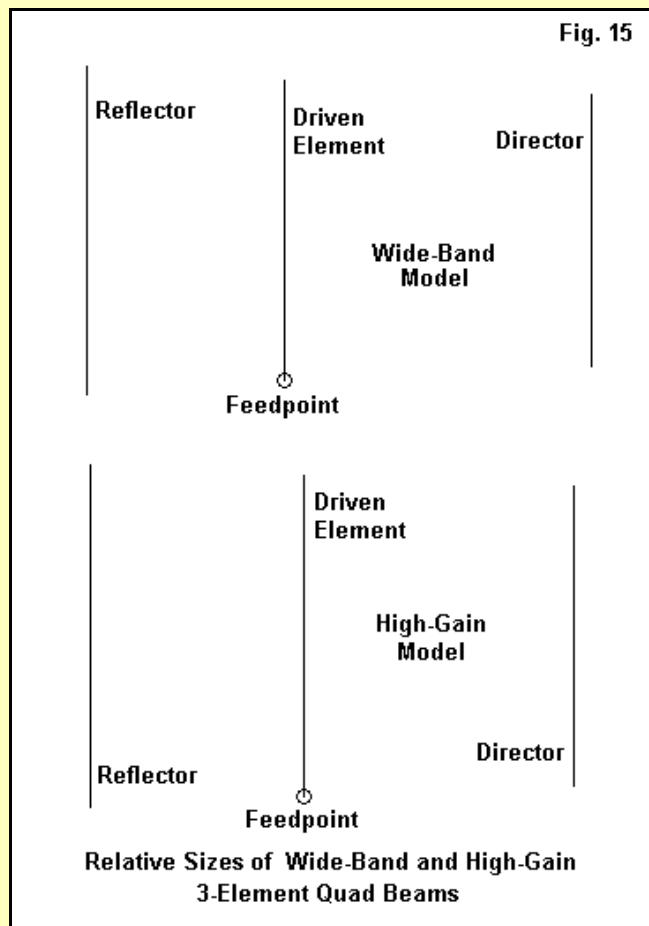 Fig. 15
Reflector
Driven
Element
Director
Wide-Band
Model
Feedpoint
Driven
Element
High-Gain
Model
Director
Reflector
Feedpoint
Relative Sizes of Wide-Band and High-Gain
3-Element Quad Beams